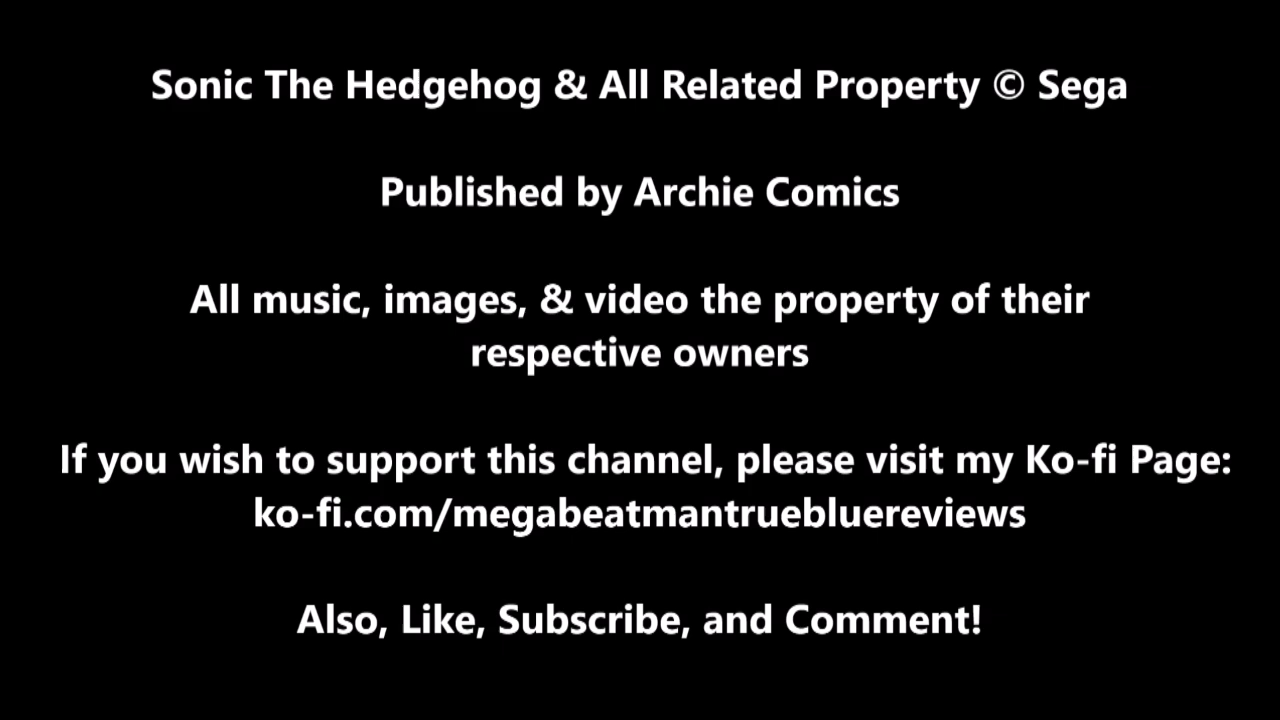 Sonic The Hedgehog & All Related Property © Sega
Published by Archie Comics
All music, images, & video the property of their
respective owners
If you wish to support this channel, please visit my Ko-fi Page:
ko-fi.com/megabeatmantruebluereviews
Also, Like, Subscribe, and Comment!